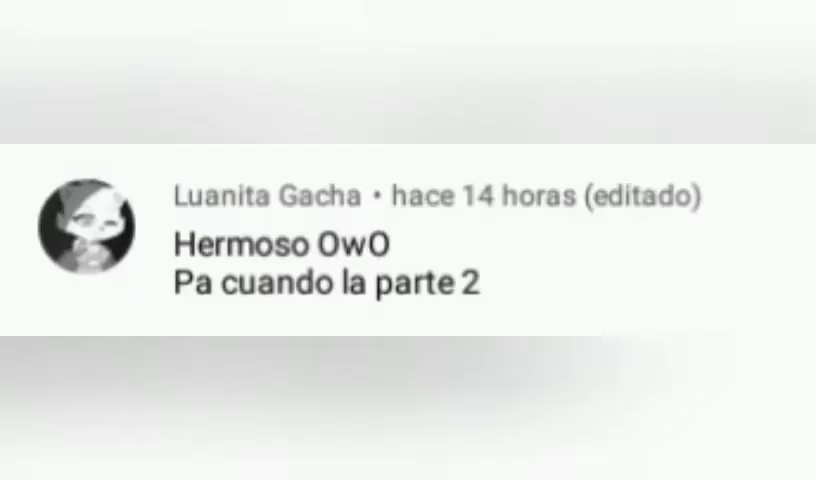 Luanita Gacha • hace 14 horas (editado)
Hermoso OwO
Pa cuando la parte 2